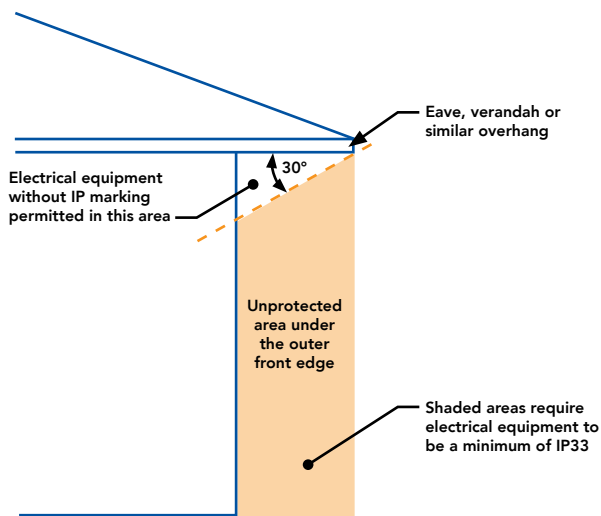 Eave, verandah or
similar overhang
30°
Electrical equipment
without IP marking
permitted in this area
Unprotected
area under
the outer
front edge
Shaded areas require
electrical equipment to
be a minimum of IP33